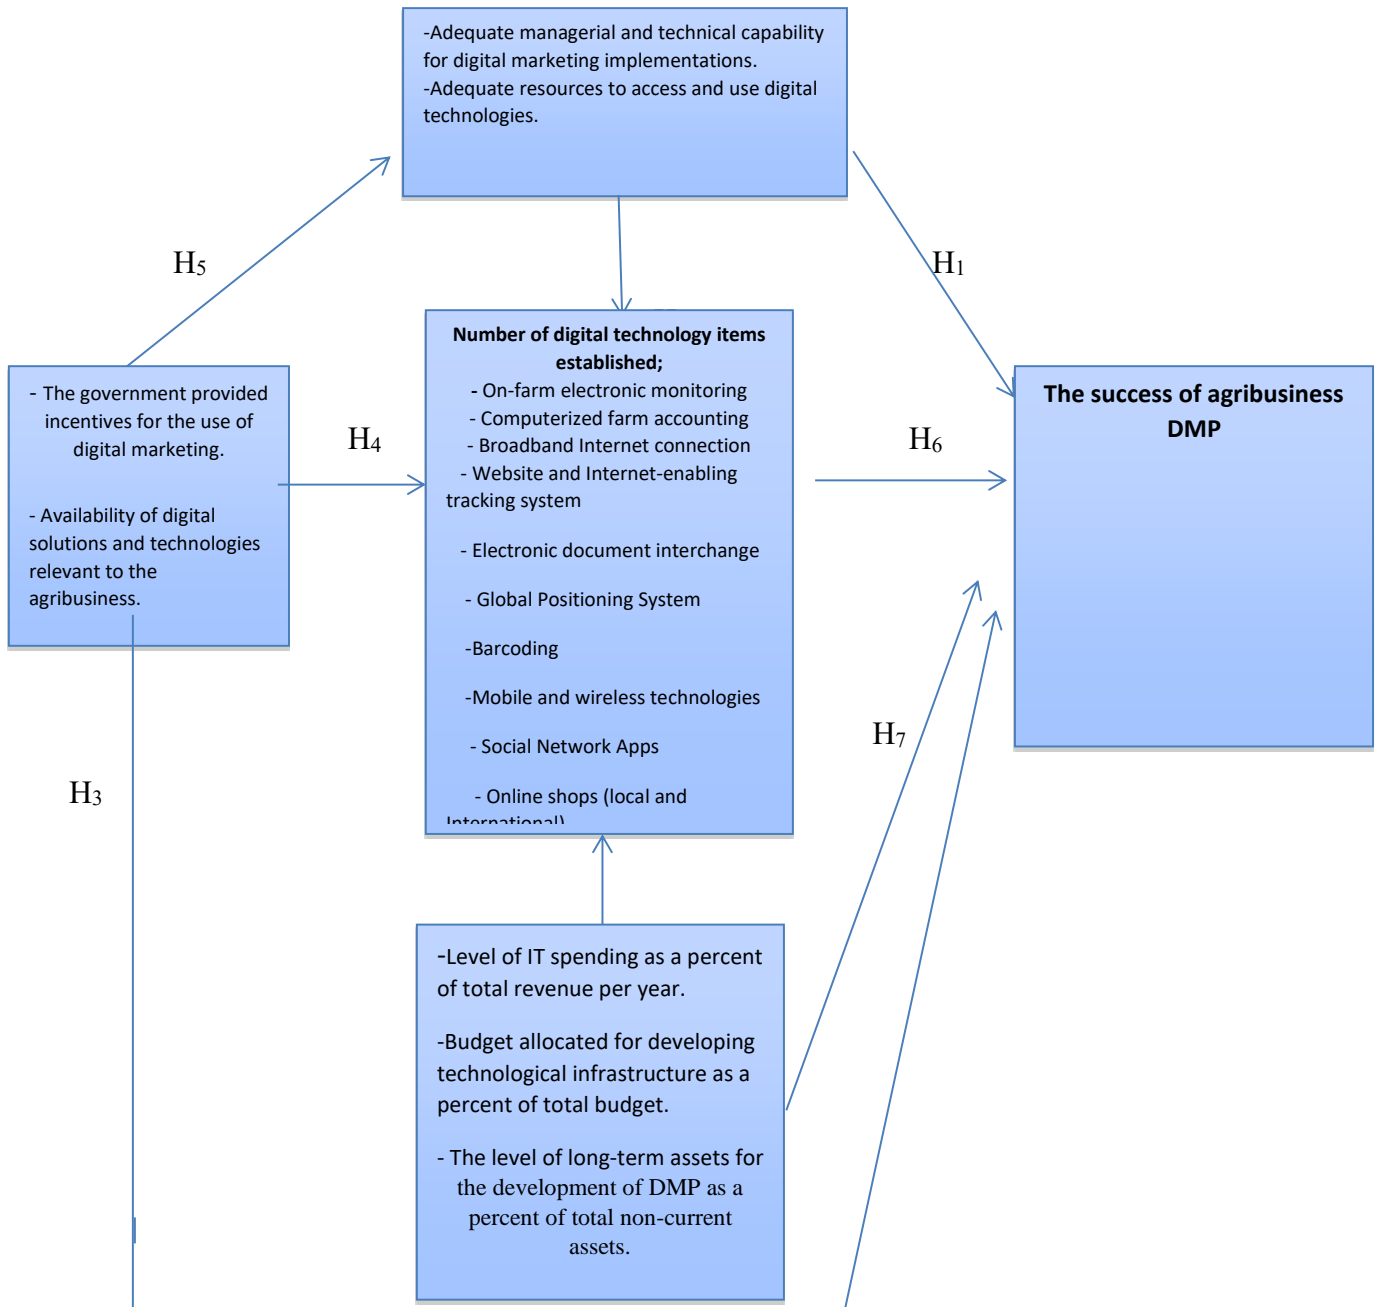 -Adequate managerial and technical capability
for digital marketing implementations.
-Adequate resources to access and use digital
technologies.
H5
H1
- The government provided
incentives for the use of
digital marketing.
- Availability of digital
solutions and technologies
relevant to the
agribusiness.
H4
Number of digital technology items
established;
- On-farm electronic monitoring
- Computerized farm accounting
- Broadband Internet connection
- Website and Internet-enabling
tracking system
- Electronic document interchange
- Global Positioning System
-Barcoding
-Mobile and wireless technologies
- Social Network Apps
- Online shops (local and
International)
H6
The success of agribusiness
DMP
H7
H3
-Level of IT spending as a percent
of total revenue per year.
-Budget allocated for developing
technological infrastructure as a
percent of total budget.
- The level of long-term assets for
the development of DMP as a
percent of total non-current
assets.